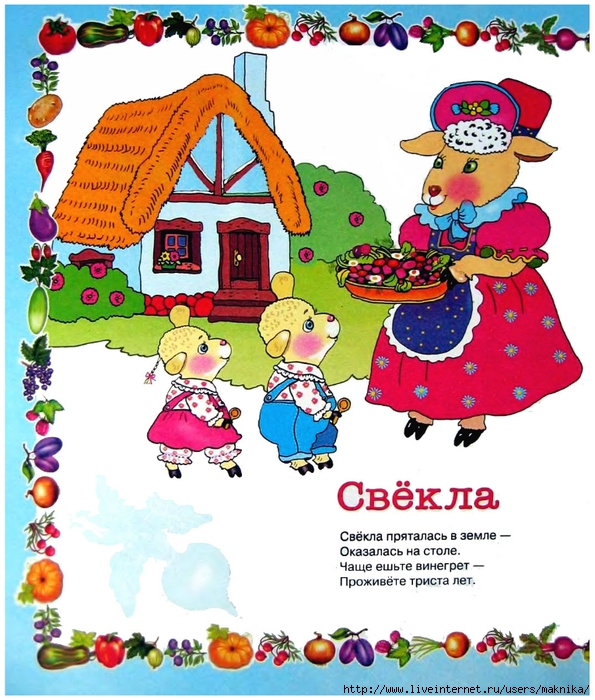 Свёкла
Свёкла пряталась в земле —
Оказалась на столе.
Чаще ешьте винегрет —
Проживёте триста лет.
http://www.liveinternet.ru/users/maknika/